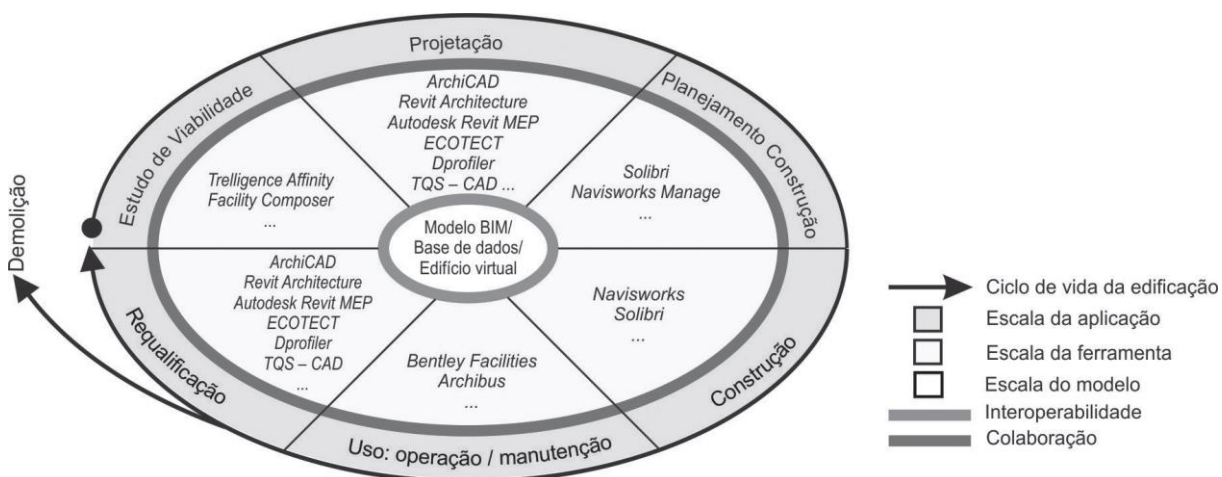 Projetação
ArchiCAD
Revit Architecture
Autodesk Revit MEP
ECOTECT
Dprofiler
TQS – CAD ...
Planejamento Construção
Solibri
Navisworks Manage
...
Estudo de Viabilidade
Trelligence Affinity
Facility Composer
...
Modelo BIM/
Base de dados/
Edifício virtual
Demolição
Requalificação
ArchiCAD
Revit Architecture
Autodesk Revit MEP
ECOTECT
Dprofiler
TQS – CAD
...
Bentley Facilities
Archibus
...
Uso: operação / manutenção
Navisworks
Solibri
...
Construção
Ciclo de vida da edificação
Escala da aplicação
Escala da ferramenta
Escala do modelo
Interoperabilidade
Colaboração